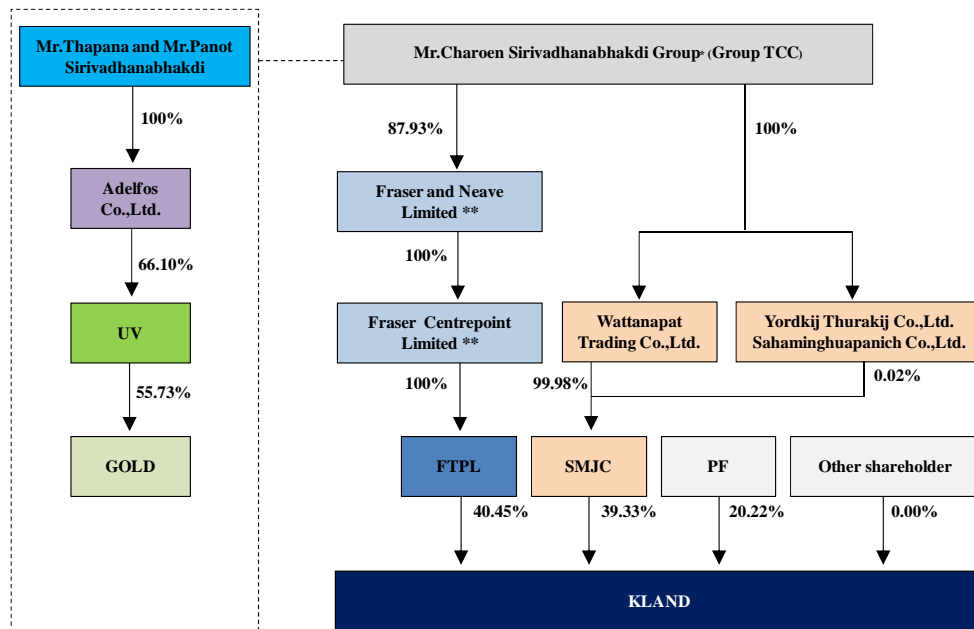 Mr.Thapana and Mr.Panot
Sirivadhanabhakdi
Mr.Charoen Sirivadhanabhakdi Group* (Group TCC)
100%
87.93%
100%
Adelfos
Co.,Ltd.
Fraser and Neave
Limited **
66.10%
100%
UV
Fraser Centrepoint
Limited **
Wattanapat
Trading Co.,Ltd.
Yordkij Thurakij Co.,Ltd.
Sahaminghuapanich Co.,Ltd.
55.73%
100%
99.98%
0.02%
GOLD
FTPL
SMJC
PF
Other shareholder
40.45%
39.33%
20.22%
0.00%
KLAND